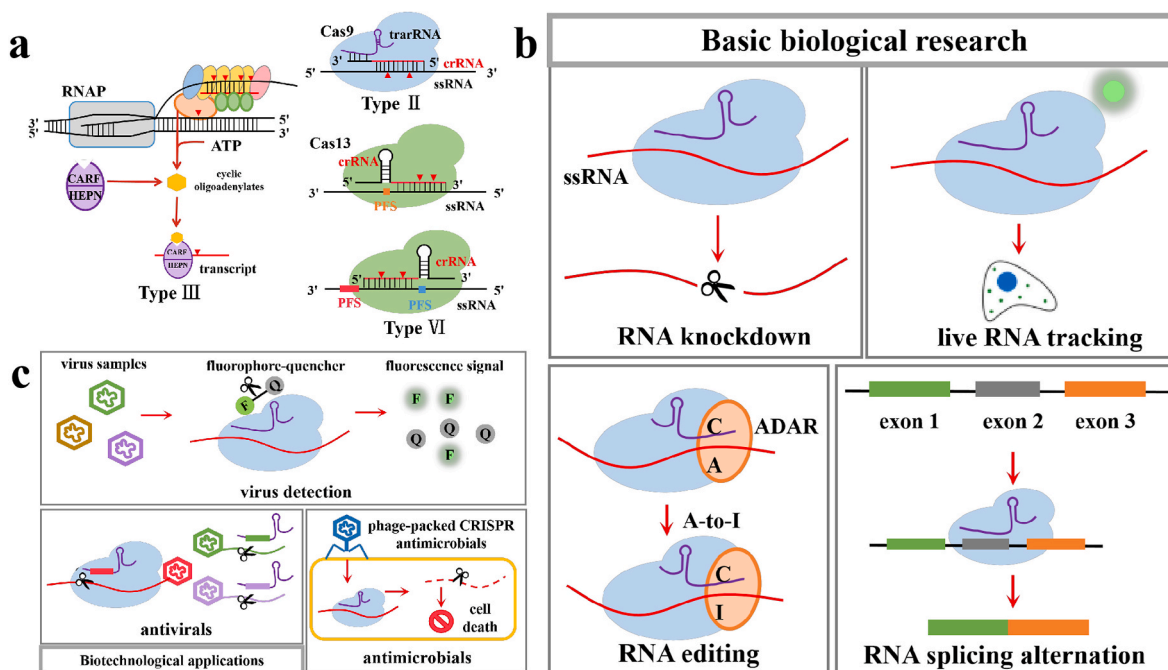 a
RNAP
3'
5'
3'
5'
ATP
CARF
HEPN
cyclic
oligoadenylates
CARF
HEPN
transcript
Type Ⅲ
Cas9
trarRNA
3'
5'
crRNA
5'
ssRNA
3'
Type Ⅱ
Cas13
crRNA
3'
5'
3'
5'
PFS
ssRNA
crRNA
5'
3'
3'
5'
PFS
PFS
ssRNA
Type Ⅵ
b
Basic biological research
ssRNA
RNA knockdown
live RNA tracking
C
ADAR
A
A-to-I
C
I
RNA editing
exon 1
exon 2
exon 3
RNA splicing alternation
c
virus samples
fluorophore-quencher
fluorescence signal
F
Q
F
F
Q
Q
Q
F
virus detection
antivirals
phage-packed CRISPR
antimicrobials
cell
death
antimicrobials
Biotechnological applications